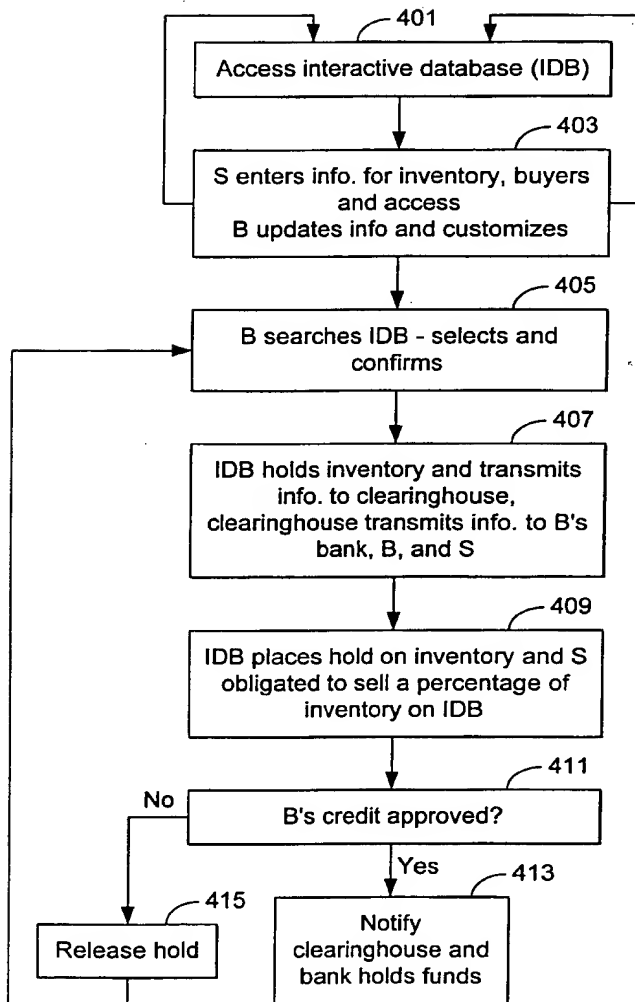 401
Access interactive database (IDB)
403
S enters info. for inventory, buyers
and access
B updates info and customizes
405
B searches IDB - selects and
confirms
407
IDB holds inventory and transmits
info. to clearinghouse,
clearinghouse transmits info. to B's
bank, B, and S
409
IDB places hold on inventory and S
obligated to sell a percentage of
inventory on IDB
411
No
B's credit approved?
Yes
413
415
Notify
clearinghouse and
bank holds funds
Release hold